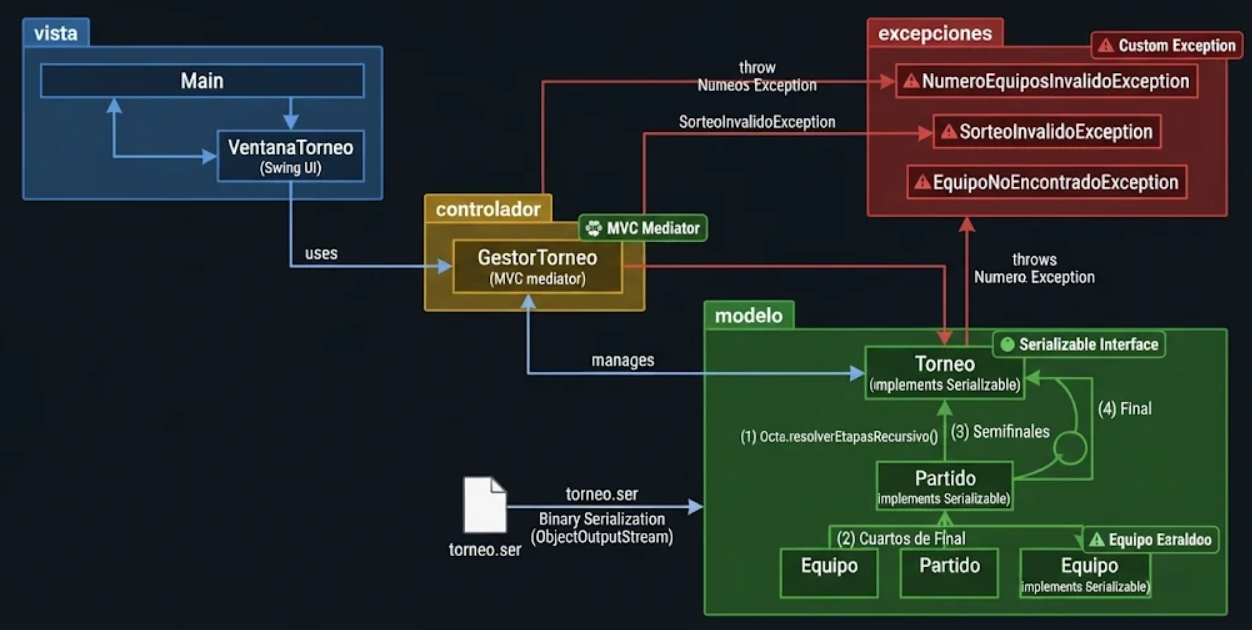 vista
Main
VentanaTorneo
(Swing UI)
uses
controlador
MVC Mediator
GestorTorneo
(MVC mediator)
manages
throw
Numeos Exception
SorteoInvalidoException
excepciones
Custom Exception
NumeroEquiposInvalidoException
SorteoInvalidoException
EquipoNoEncontradoException
throws
Numero. Exception
modelo
Serializable Interface
Torneo
(implements Serializable)
(1) Octe.resolverEtapasRecursivo()
(3) Semifinales
(4) Final
Partido
implements Serializable)
(2) Cuartos de Final
Equipo Earaldoo
Equipo
Partido
Equipo
implements Serializable)
torneo.ser
torneo.ser
Binary Serialization
(ObjectOutputStream)